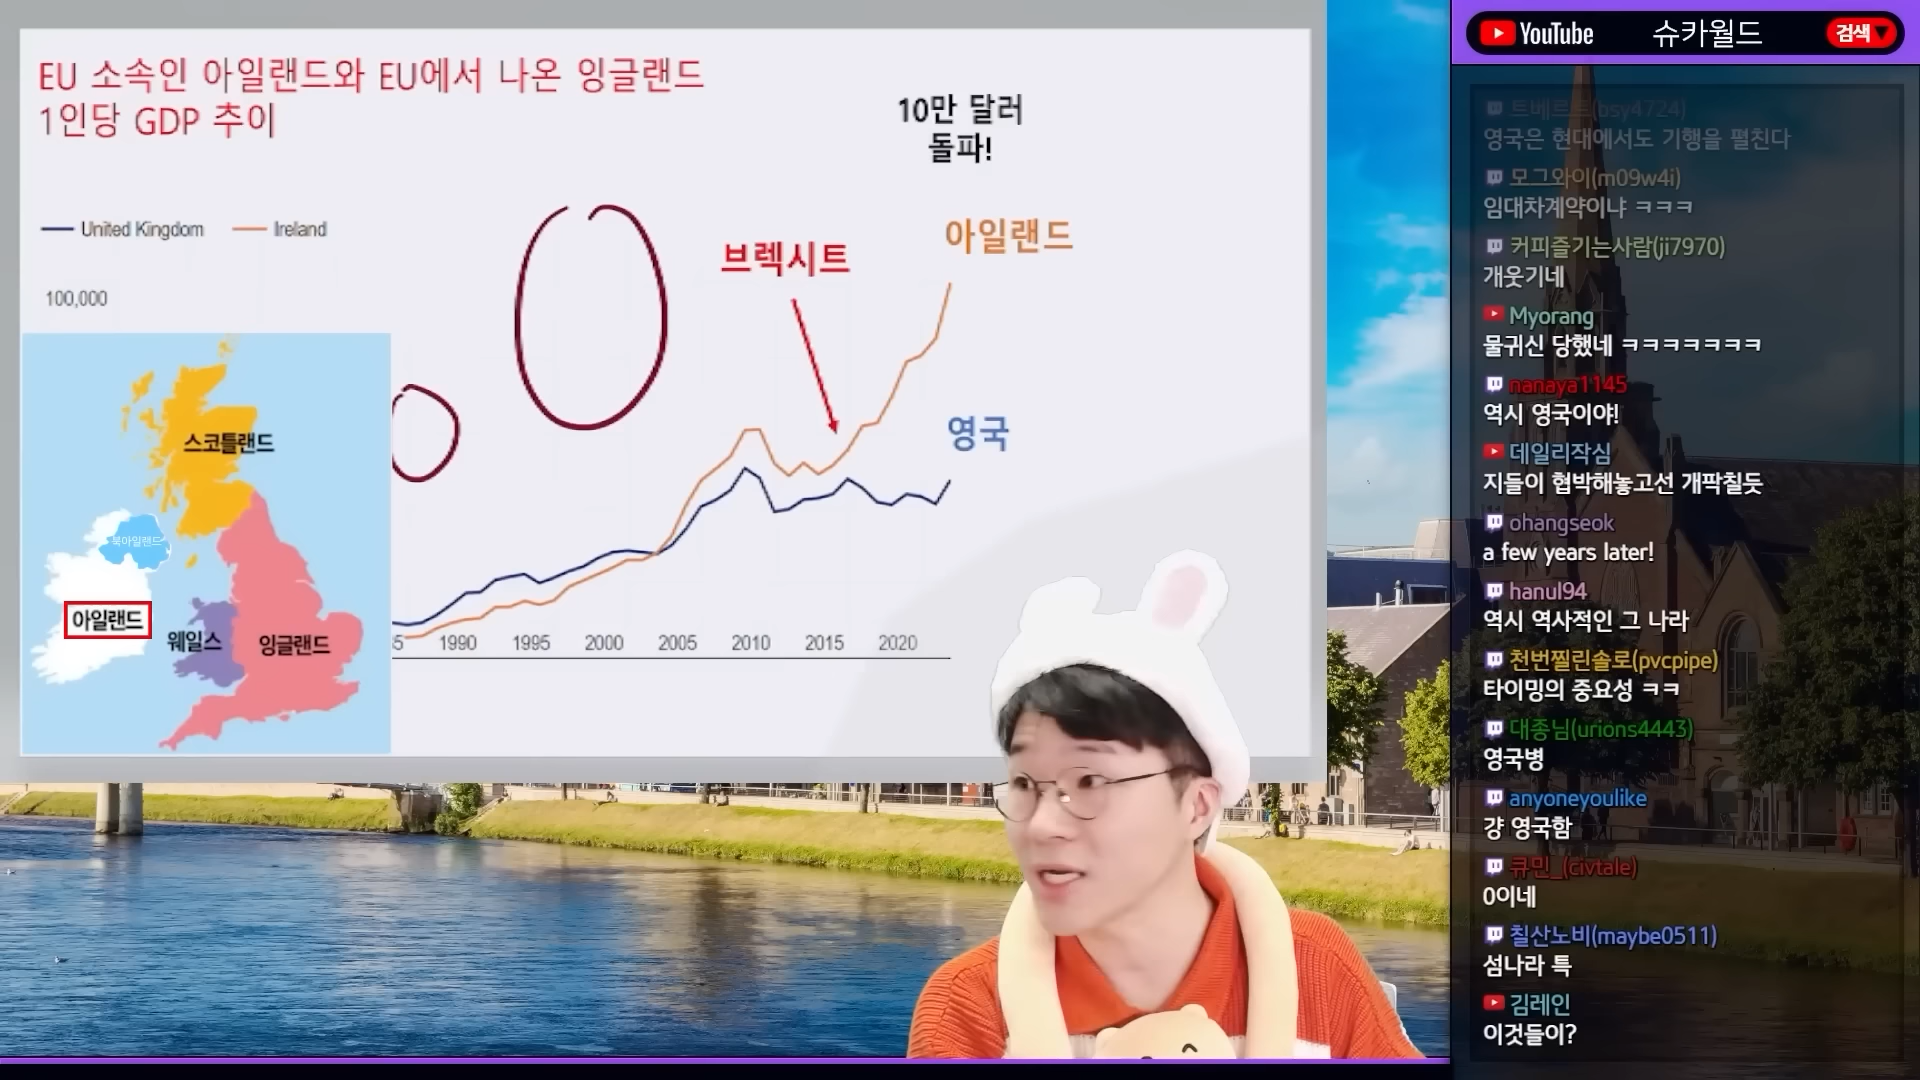 EU 소속인 아일랜드와 EU에서 나온 잉글랜드
1인당 GDP 추이
10만 달러
돌파!
United Kingdom
Ireland
100,000
브렉시트
아일랜드
영국
스코틀랜드
북아일랜드
아일랜드
웨일스
잉글랜드
5 1990 1995 2000 2005 2010 2015 2020
YouTube 슈카월드 검색▼
트베르트(bsy4724)
영국은 현대에서도 기행을 펼친다
모그와이(m09w4i)
임대차계약이냐 ㅋㅋㅋ
커피즐기는사람(ji7970)
개웃기네
Myorang
물귀신 당했네 ㅋㅋㅋㅋㅋㅋㅋ
nanaya1145
역시 영국이야!
데일리작심
지들이 협박해놓고선 개팍칠듯
ohangseok
a few years later!
hanul94
역시 역사적인 그 나라
천번찔린솔로(pvcpipe)
타이밍의 중요성 ㅋㅋ
대종님(urions4443)
영국병
anyoneyoulike
걍 영국함
큐민_(civtale)
0이네
칠산노비(maybe0511)
섬나라 특
김레인
이것들이?